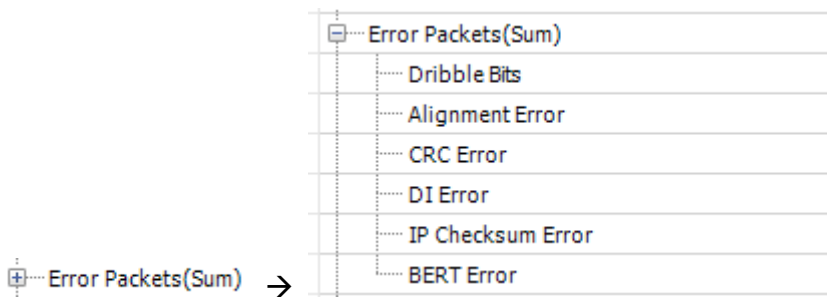 Error Packets(Sum)
Dribble Bits
Alignment Error
CRC Error
DI Error
IP Checksum Error
BERT Error
Error Packets(Sum) →